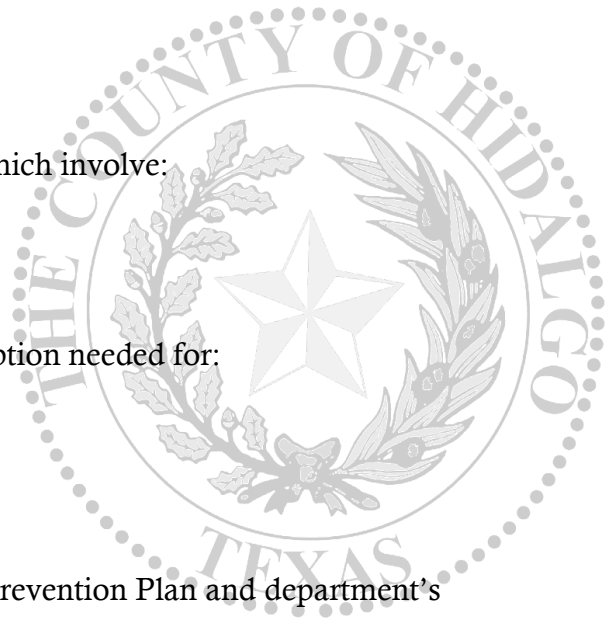 THE COUNTY OF HIDALGO
hich involve:
ption needed for:
TEXAS
revention Plan and department's